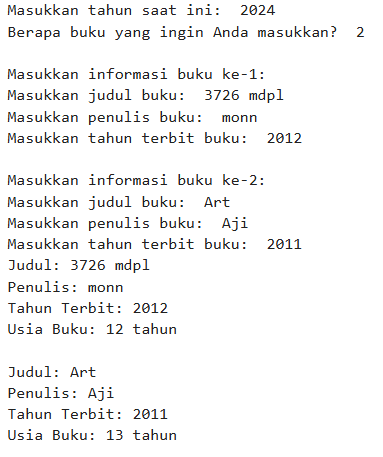 Masukkan tahun saat ini:  2024
Berapa buku yang ingin Anda masukkan?  2

Masukkan informasi buku ke-1:
Masukkan judul buku:  3726 mdpl
Masukkan penulis buku:  monn
Masukkan tahun terbit buku:  2012

Masukkan informasi buku ke-2:
Masukkan judul buku:  Art
Masukkan penulis buku:  Aji
Masukkan tahun terbit buku:  2011
Judul: 3726 mdpl
Penulis: monn
Tahun Terbit: 2012
Usia Buku: 12 tahun

Judul: Art
Penulis: Aji
Tahun Terbit: 2011
Usia Buku: 13 tahun